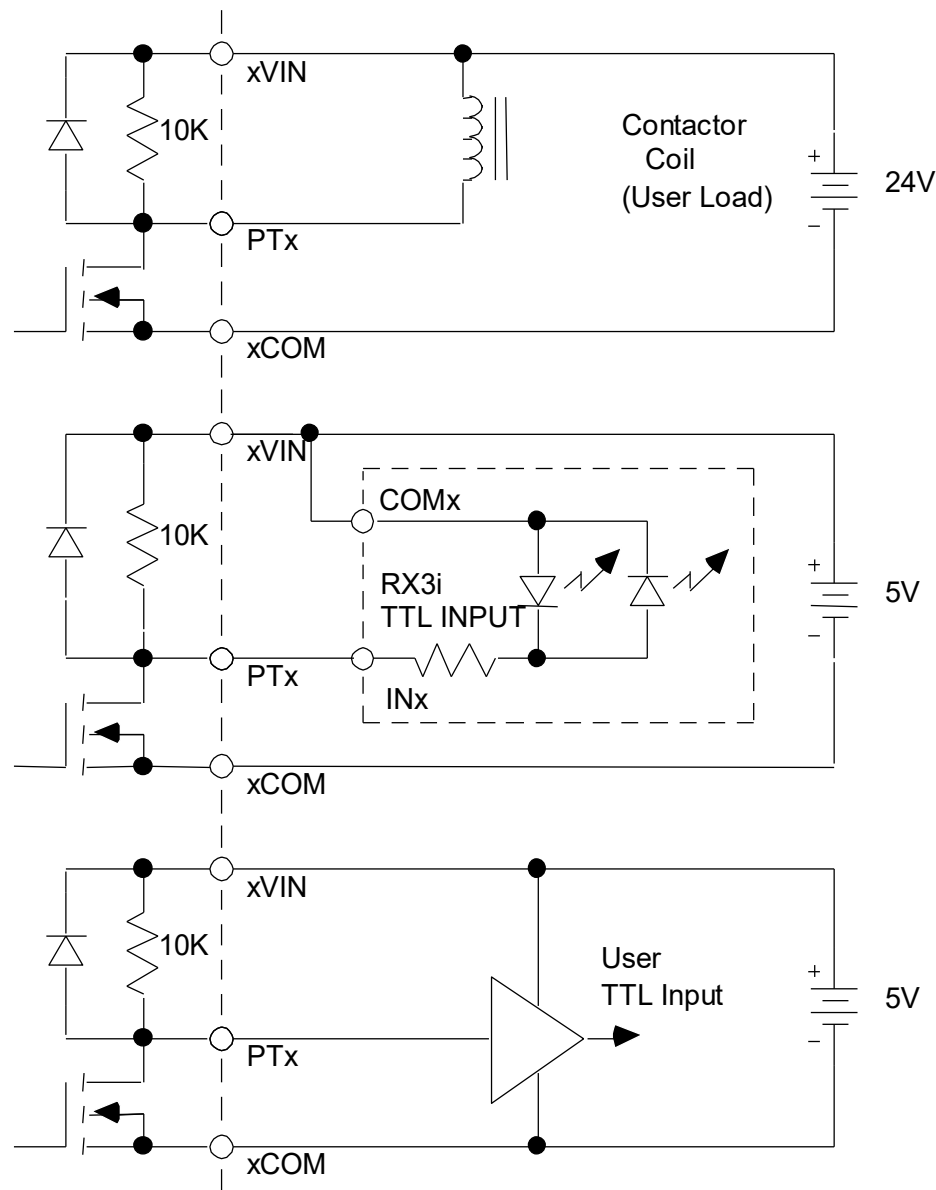 xVIN
10K
Contactor
Coil
(User Load)
+
24V
−
PTx
xCOM
xVIN
COMx
10K
RX3i
TTL INPUT
+
5V
−
PTx
INx
xCOM
xVIN
10K
User
TTL Input
+
5V
−
PTx
xCOM